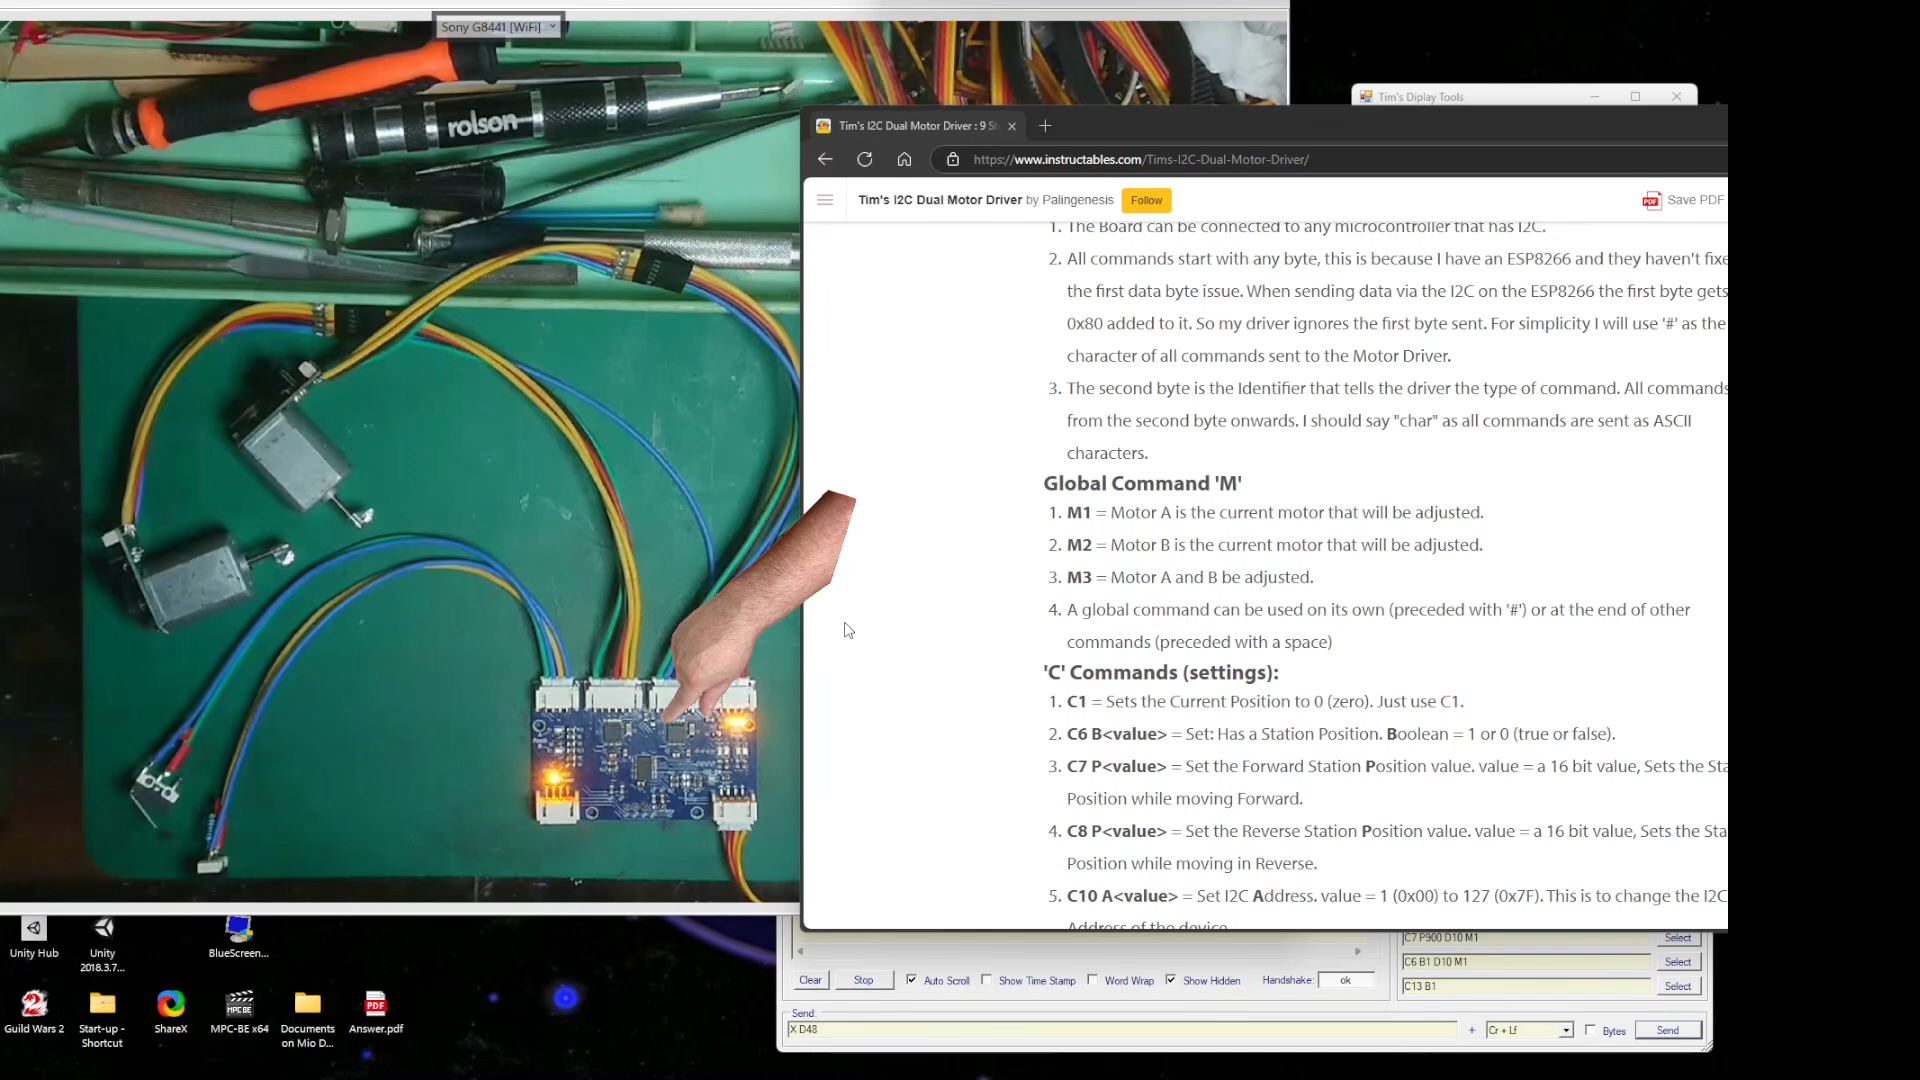 Sony G8441 [WiFi]
rolson
Tim's Diplay Tools
Tim's I2C Dual Motor Driver : 9 St
https://www.instructables.com/Tims-I2C-Dual-Motor-Driver/
Tim's I2C Dual Motor Driver by Palingenesis
Follow
PDF
Save PDF
1. The Board can be connected to any microcontroller that has I2C.
2. All commands start with any byte, this is because I have an ESP8266 and they haven't fixe
the first data byte issue. When sending data via the I2C on the ESP8266 the first byte gets
0x80 added to it. So my driver ignores the first byte sent. For simplicity I will use '#' as the
character of all commands sent to the Motor Driver.
3. The second byte is the Identifier that tells the driver the type of command. All commands
from the second byte onwards. I should say "char" as all commands are sent as ASCII
characters.
Global Command 'M'
1. M1 = Motor A is the current motor that will be adjusted.
2. M2 = Motor B is the current motor that will be adjusted.
3. M3 = Motor A and B be adjusted.
4. A global command can be used on its own (preceded with '#') or at the end of other
commands (preceded with a space)
'C' Commands (settings):
1. C1 = Sets the Current Position to 0 (zero). Just use C1.
2. C6 B<value> = Set: Has a Station Position. Boolean = 1 or 0 (true or false).
3. C7 P<value> = Set the Forward Station Position value. value = a 16 bit value, Sets the Sta
Position while moving Forward.
4. C8 P<value> = Set the Reverse Station Position value. value = a 16 bit value, Sets the Sta
Position while moving in Reverse.
5. C10 A<value> = Set I2C Address. value = 1 (0x00) to 127 (0x7F). This is to change the I2C
Address of the device
C7 P900 D10 M1
Select
C6 B1 D10 M1
Select
C13 B1
Select
Clear
Stop
Auto Scroll
Show Time Stamp
Word Wrap
Show Hidden
Handshake:
ok
Send:
X D48
+
Cr + Lf
Bytes
Send
Unity Hub
Unity
2018.3.7...
BlueScreen...
Guild Wars 2
Start-up -
Shortcut
ShareX
MPC-BE
MPC-BE x64
Documents
on Mio D...
PDF
Answer.pdf